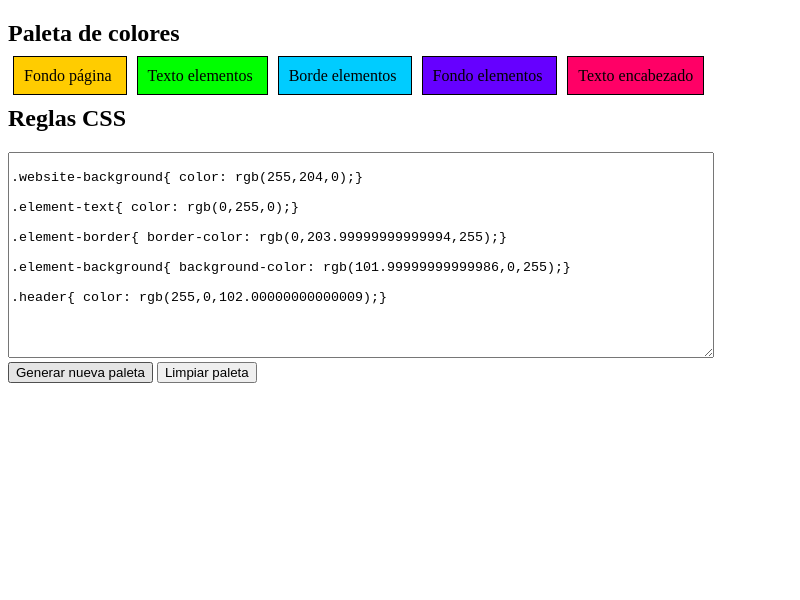 Paleta de colores
Fondo página Texto elementos Borde elementos Fondo elementos Texto encabezado
Reglas CSS
.website-background{ color: rgb(255,204,0);}
.element-text{ color: rgb(0,255,0);}
.element-border{ border-color: rgb(0,203.99999999999994,255);}
.element-background{ background-color: rgb(101.99999999999986,0,255);}
.header{ color: rgb(255,0,102.00000000000009);}
Generar nueva paleta Limpiar paleta